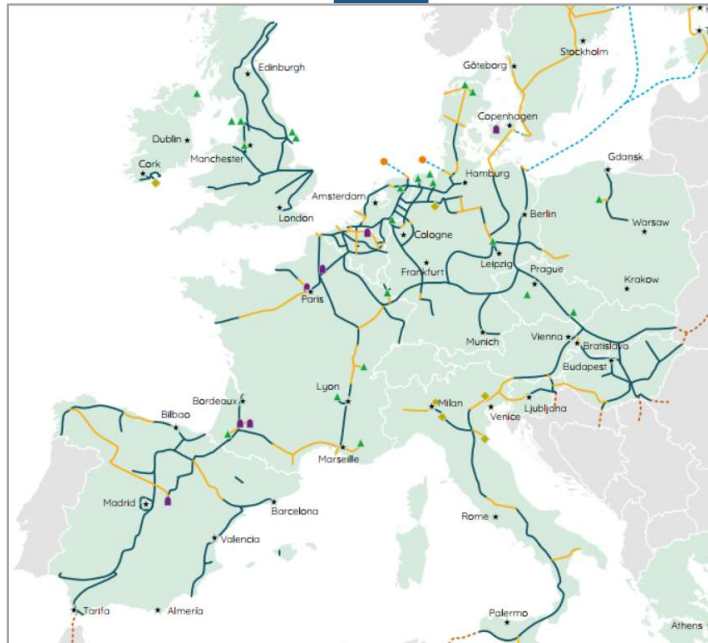 Stockholm
Edinburgh
Göteborg
Copenhagen
Dublin
Manchester
Cork
Gdansk
Hamburg
Amsterdam
London
Berlin
Warsaw
Cologne
Leipzig
Frankfurt
Prague
Krakow
Paris
Munich
Vienna
Bratislava
Budapest
Lyon
Bordeaux
Milan
Ljubljana
Venice
Bilbao
Marseille
Madrid
Barcelona
Rome
Valencia
Tarifa
Almería
Palermo
Athens